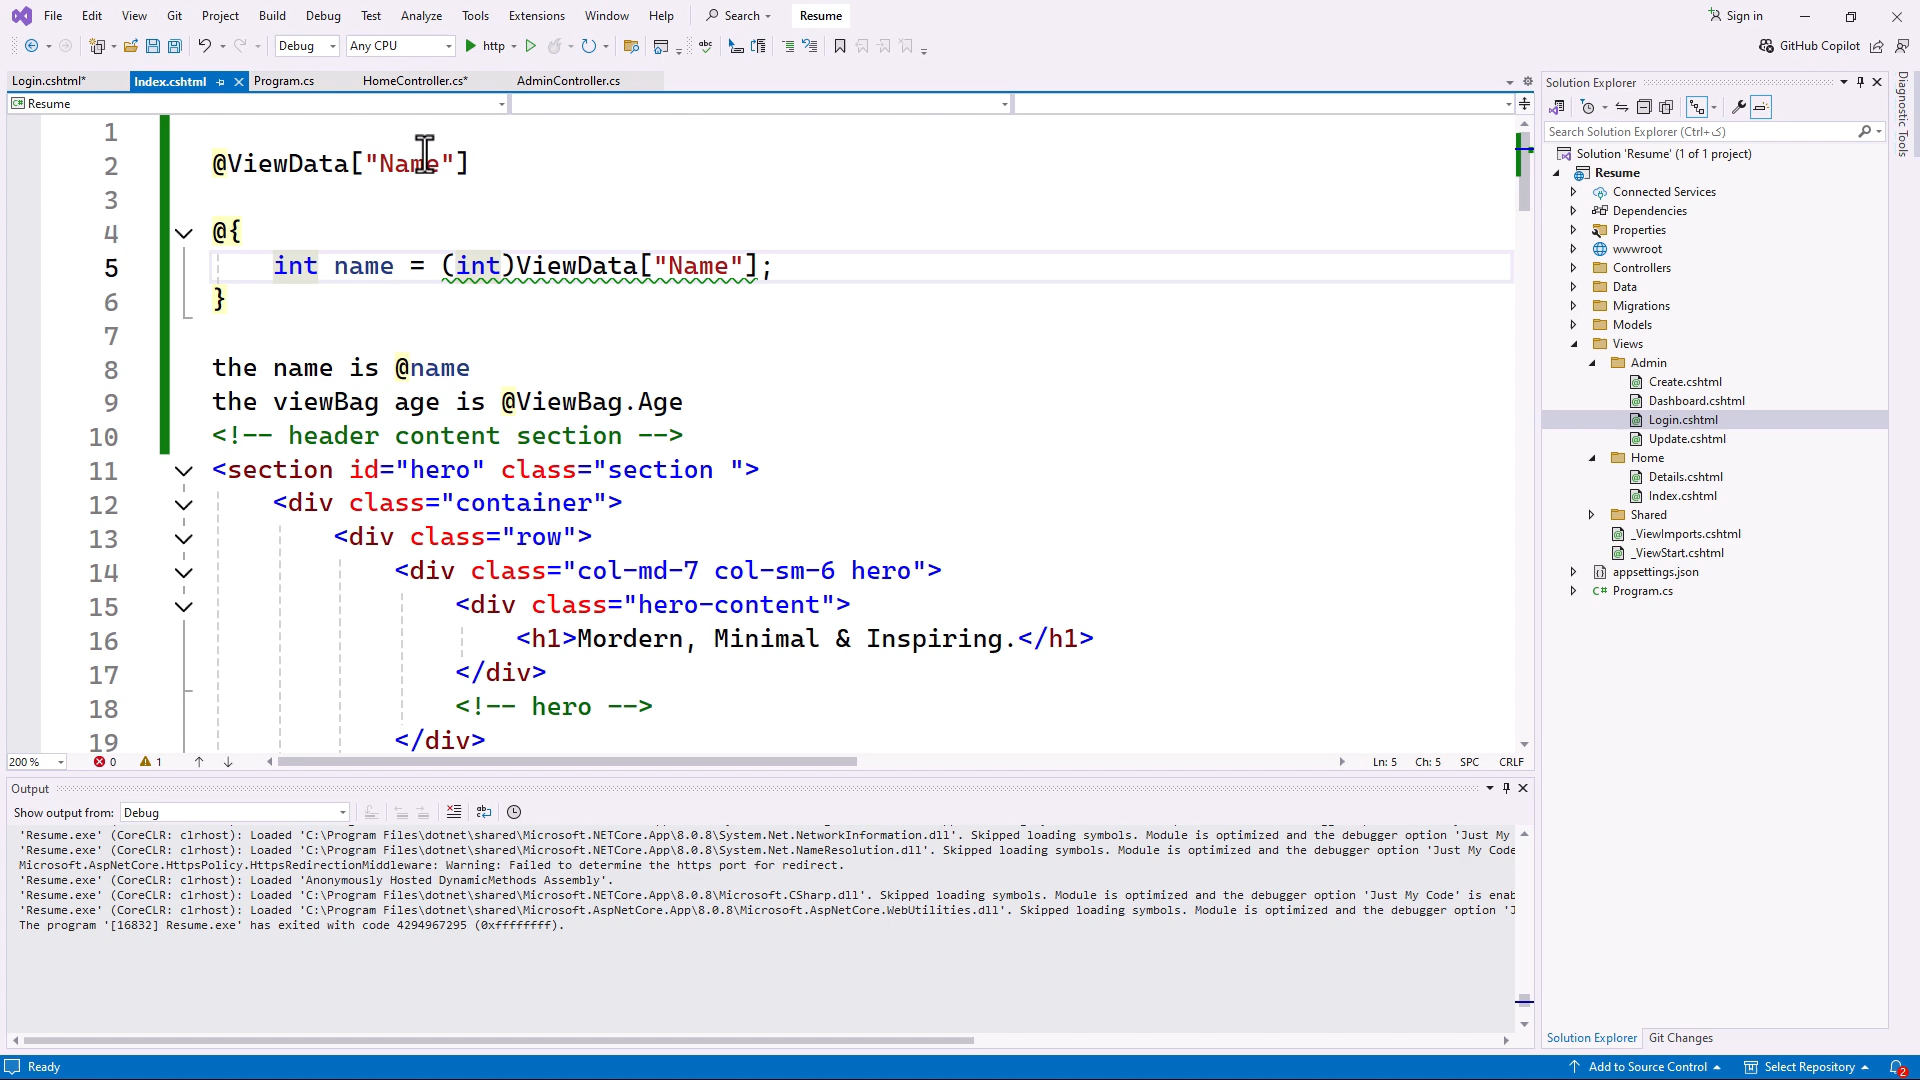 File Edit View Git Project Build Debug Test Analyze Tools Extensions Window Help Search Resume Sign in
Debug Any CPU http GitHub Copilot
Login.cshtml* Index.cshtml Program.cs HomeController.cs* AdminController.cs
Resume
1
2 @ViewData["Name"]
3
4 @{
5 int name = (int)ViewData["Name"];
6 }
7
8 the name is @name
9 the viewBag age is @ViewBag.Age
10 <!-- header content section -->
11 <section id="hero" class="section ">
12 <div class="container">
13 <div class="row">
14 <div class="col-md-7 col-sm-6 hero">
15 <div class="hero-content">
16 <h1>Mordern, Minimal & Inspiring.</h1>
17 </div>
18 <!-- hero -->
19 </div>
200 % 0 1 Ln: 5 Ch: 5 SPC CRLF
Output
Show output from: Debug
'Resume.exe' (CoreCLR: clrhost): Loaded 'C:\Program Files\dotnet\shared\Microsoft.NETCore.App\8.0.8\System.Net.NetworkInformation.dll'. Skipped loading symbols. Module is optimized and the debugger option 'Just My
'Resume.exe' (CoreCLR: clrhost): Loaded 'C:\Program Files\dotnet\shared\Microsoft.NETCore.App\8.0.8\System.Net.NameResolution.dll'. Skipped loading symbols. Module is optimized and the debugger option 'Just My Code
Microsoft.AspNetCore.HttpsPolicy.HttpsRedirectionMiddleware: Warning: Failed to determine the https port for redirect.
'Resume.exe' (CoreCLR: clrhost): Loaded 'Anonymously Hosted DynamicMethods Assembly'.
'Resume.exe' (CoreCLR: clrhost): Loaded 'C:\Program Files\dotnet\shared\Microsoft.NETCore.App\8.0.8\Microsoft.CSharp.dll'. Skipped loading symbols. Module is optimized and the debugger option 'Just My Code' is enab
'Resume.exe' (CoreCLR: clrhost): Loaded 'C:\Program Files\dotnet\shared\Microsoft.AspNetCore.App\8.0.8\Microsoft.AspNetCore.WebUtilities.dll'. Skipped loading symbols. Module is optimized and the debugger option 'J
The program '[16832] Resume.exe' has exited with code 4294967295 (0xffffffff).
Solution Explorer
Search Solution Explorer (Ctrl+ك)
Solution 'Resume' (1 of 1 project)
Resume
Connected Services
Dependencies
Properties
wwwroot
Controllers
Data
Migrations
Models
Views
Admin
Create.cshtml
Dashboard.cshtml
Login.cshtml
Update.cshtml
Home
Details.cshtml
Index.cshtml
Shared
_ViewImports.cshtml
_ViewStart.cshtml
appsettings.json
C# Program.cs
Solution Explorer Git Changes
Diagnostic Tools
Ready Add to Source Control Select Repository 2